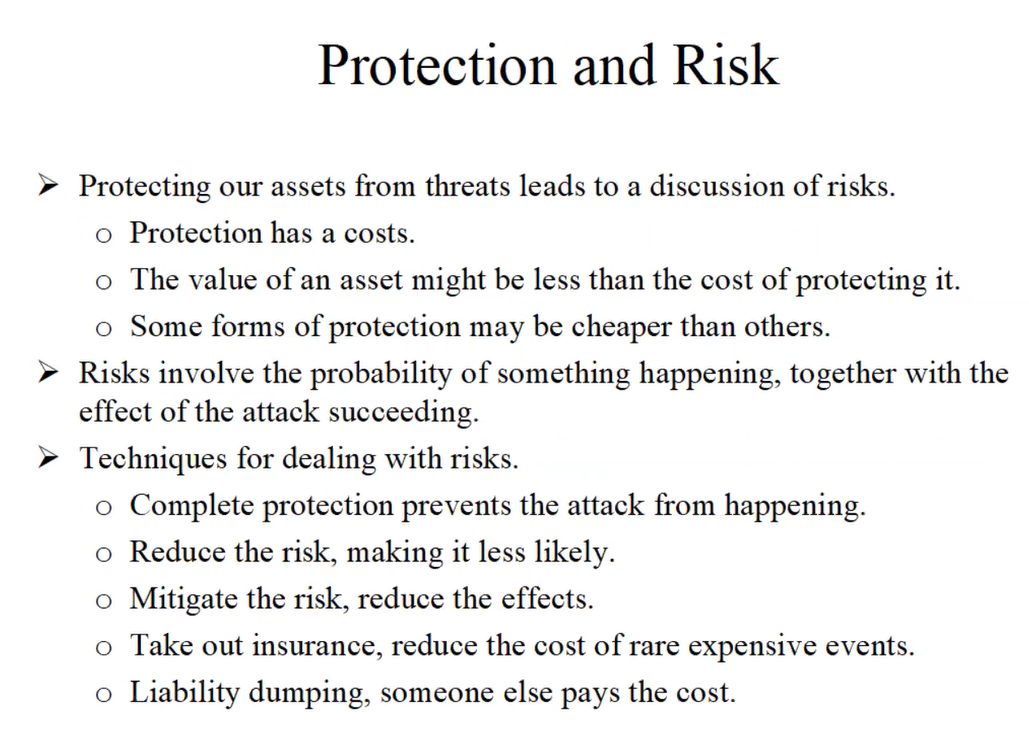 Protection and Risk
➢ Protecting our assets from threats leads to a discussion of risks.
o Protection has a costs.
o The value of an asset might be less than the cost of protecting it.
o Some forms of protection may be cheaper than others.
➢ Risks involve the probability of something happening, together with the
effect of the attack succeeding.
➢ Techniques for dealing with risks.
o Complete protection prevents the attack from happening.
o Reduce the risk, making it less likely.
o Mitigate the risk, reduce the effects.
o Take out insurance, reduce the cost of rare expensive events.
o Liability dumping, someone else pays the cost.